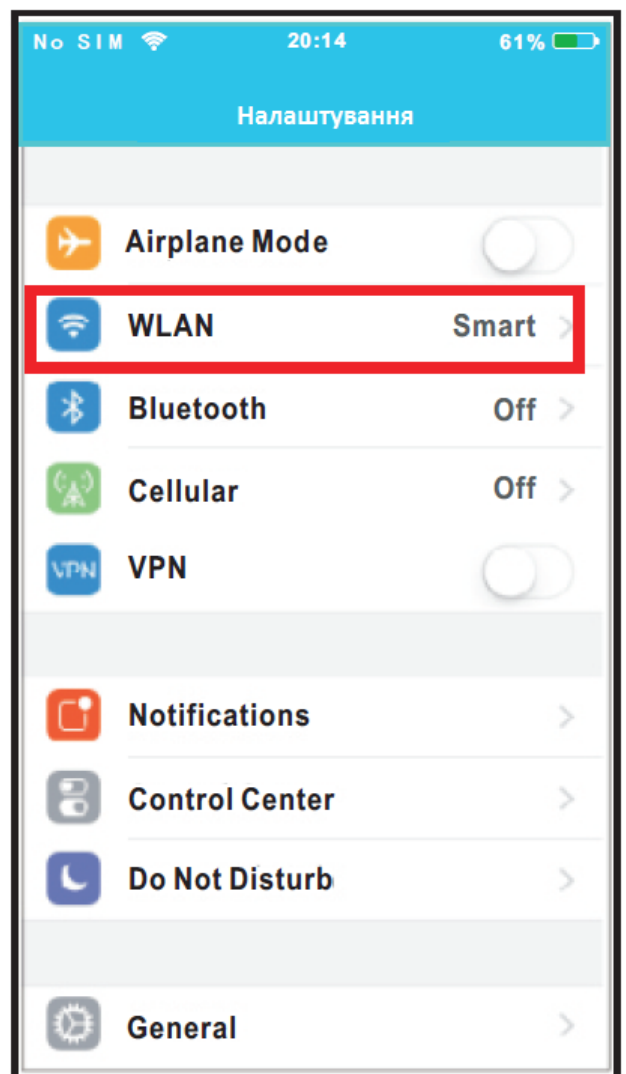 No SIM 20:14 61%
Налаштування
Airplane Mode
WLAN Smart
Bluetooth Off
Cellular Off
VPN VPN
Notifications
Control Center
Do Not Disturb
General